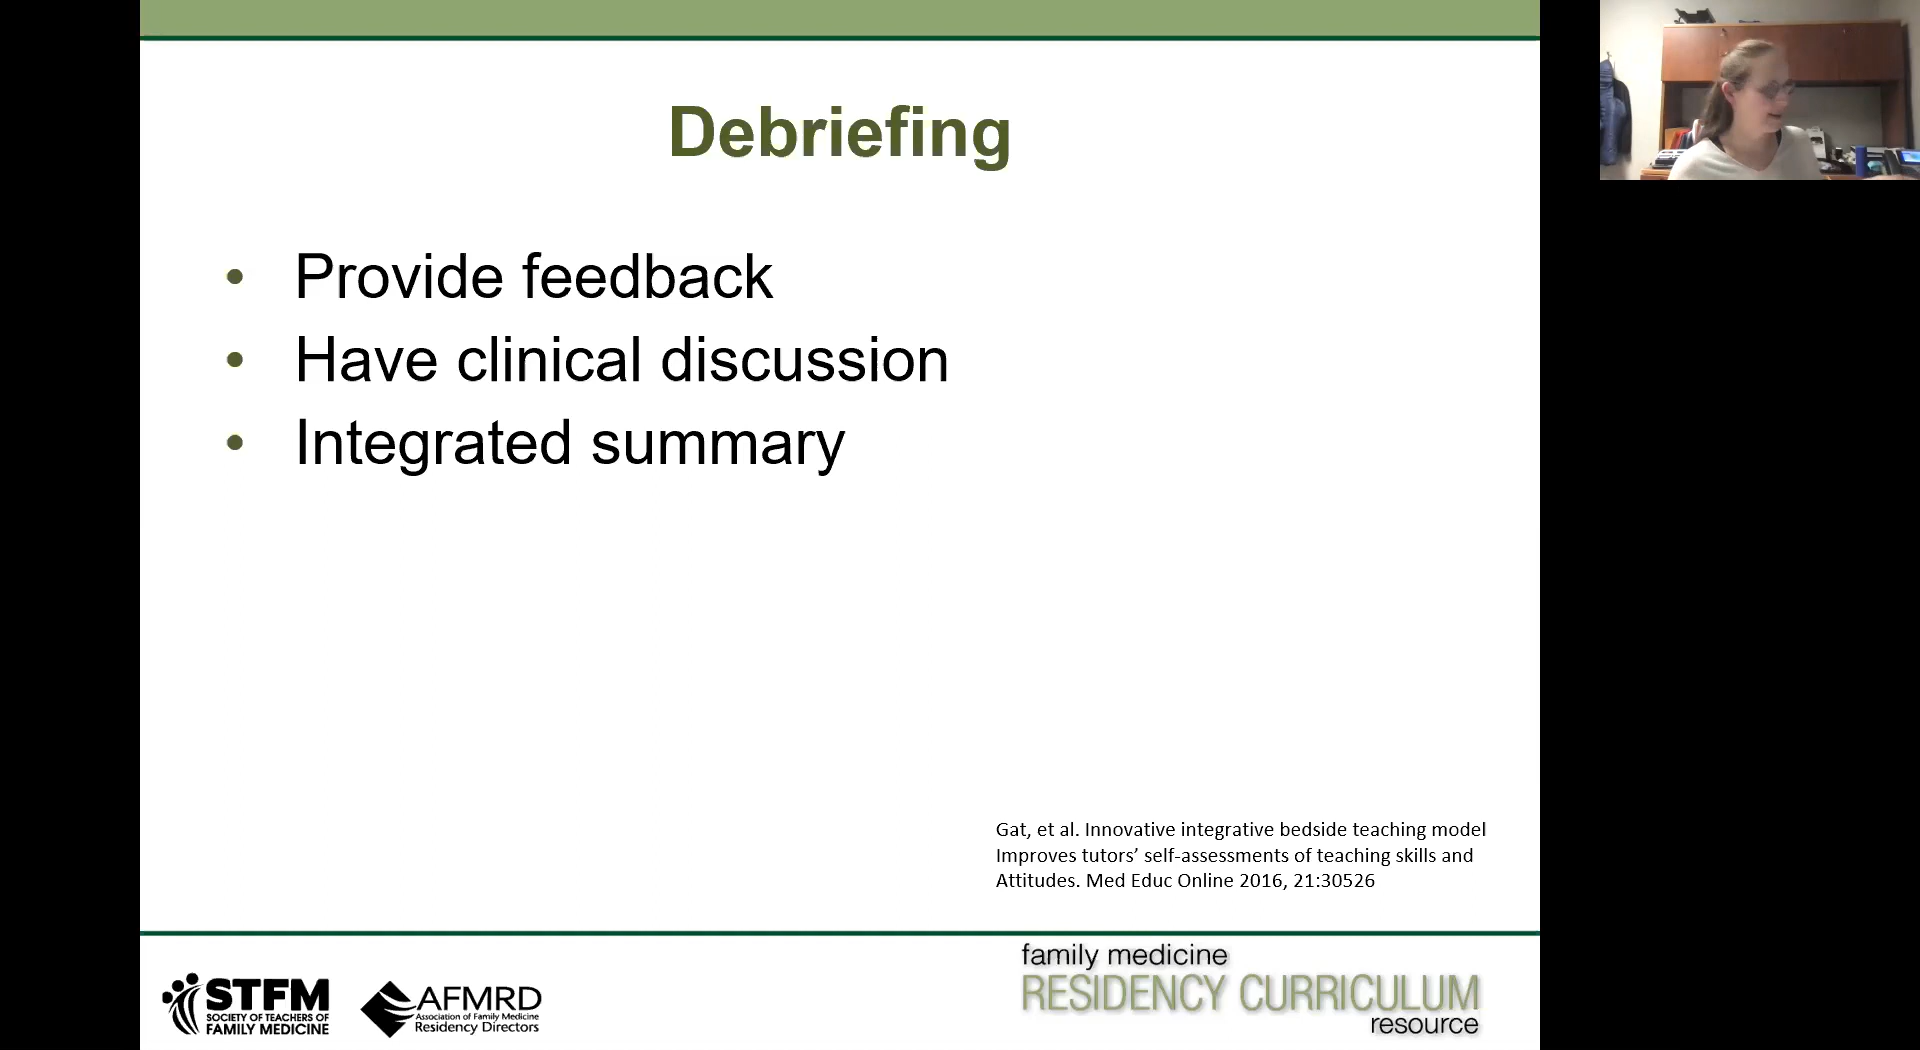 Debriefing
• Provide feedback
• Have clinical discussion
• Integrated summary
Gat, et al. Innovative integrative bedside teaching model
Improves tutors’ self-assessments of teaching skills and
Attitudes. Med Educ Online 2016, 21:30526
STFM
SOCIETY OF TEACHERS OF
FAMILY MEDICINE
AFMRD
Association of Family Medicine
Residency Directors
family medicine
RESIDENCY CURRICULUM
resource